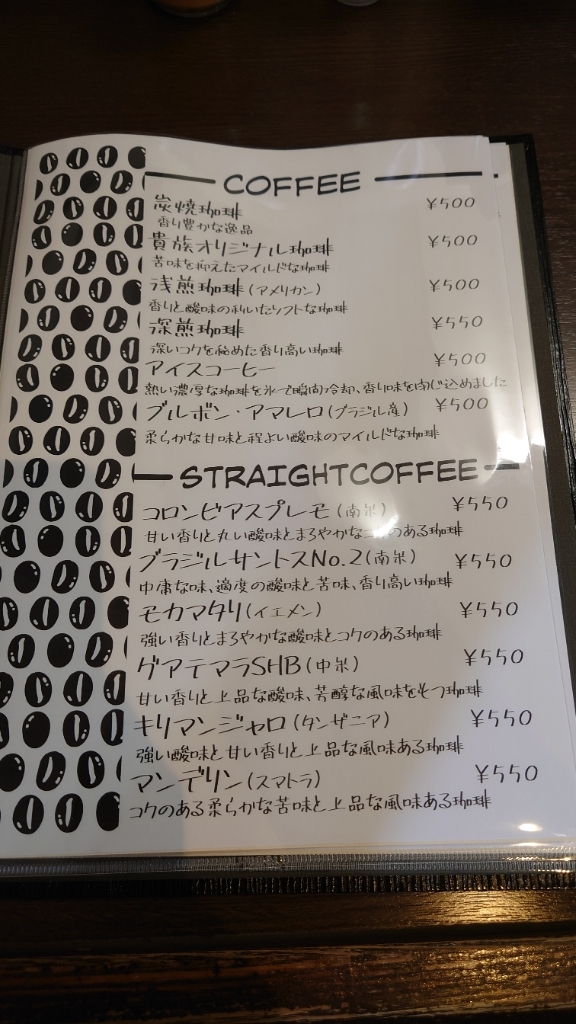 COFFEE
炭焼珈琲 ¥500
香り豊かな逸品
貴族オリジナル珈琲 ¥500
苦味を抑えたマイルドな珈琲
浅煎珈琲(アメリカン) ¥500
香りと酸味の利いたソフトな珈琲
深煎珈琲 ¥550
深いコクを秘めた香り高い珈琲
アイスコーヒー ¥500
熱い濃厚な珈琲を氷で瞬間冷却、香り味を閉じ込めました
ブルボン・アマレロ(ブラジル産) ¥500
柔らかな甘味と程よい酸味のマイルドな珈琲
STRAIGHTCOFFEE
コロンビアスプレモ(南米) ¥550
甘い香りと丸い酸味とまろやかなのある珈琲
ブラジルサントスNo.2(南米) ¥550
中庸な味、適度の酸味と苦味、香り高い珈琲
モカマタリ(イエメン) ¥550
強い香りとまろやかな酸味とコクのある珈琲
グアテマラSHB(中米) ¥550
甘い香りと上品な酸味、芳醇な風味をもつ珈琲
キリマンジャロ(タンザニア) ¥550
強い酸味と甘い香りと上品な風味ある珈琲
マンデリン(スマトラ) ¥550
コクのある柔らかな苦味と上品な風味ある珈琲